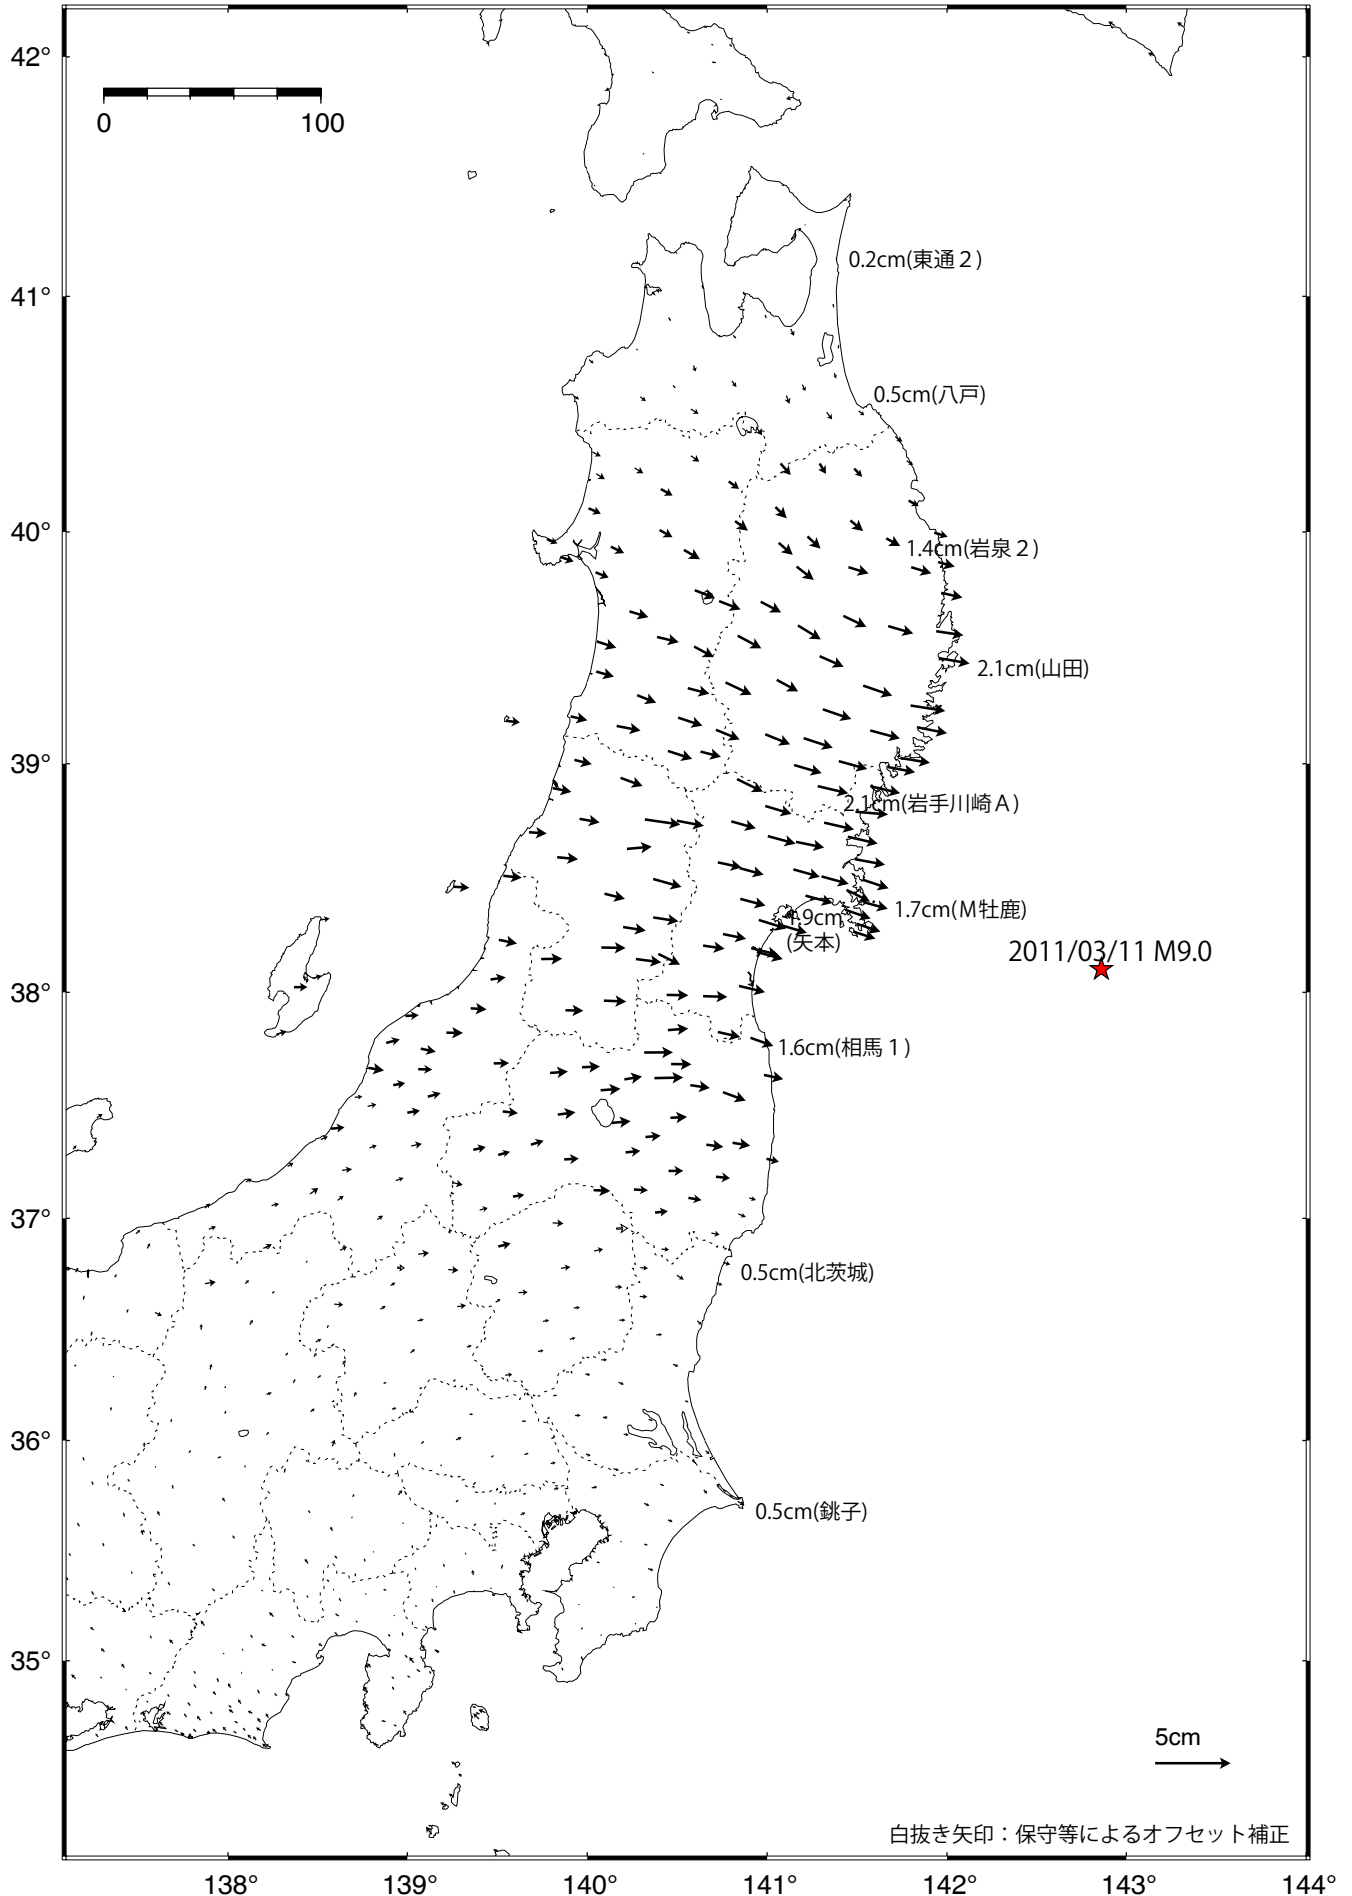 42°
0 100
0.2cm(東通２)
41°
0.5cm(八戸)
40°
1.4cm(岩泉２)
2.1cm(山田)
39°
2.1cm(岩手川崎Ａ)
1.7cm(Ｍ牡鹿)
1.9cm
(矢本)
2011/03/11 M9.0
38°
1.6cm(相馬１)
37°
0.5cm(北茨城)
36°
0.5cm(銚子)
35°
5cm
白抜き矢印：保守等によるオフセット補正
138° 139° 140° 141° 142° 143° 144°